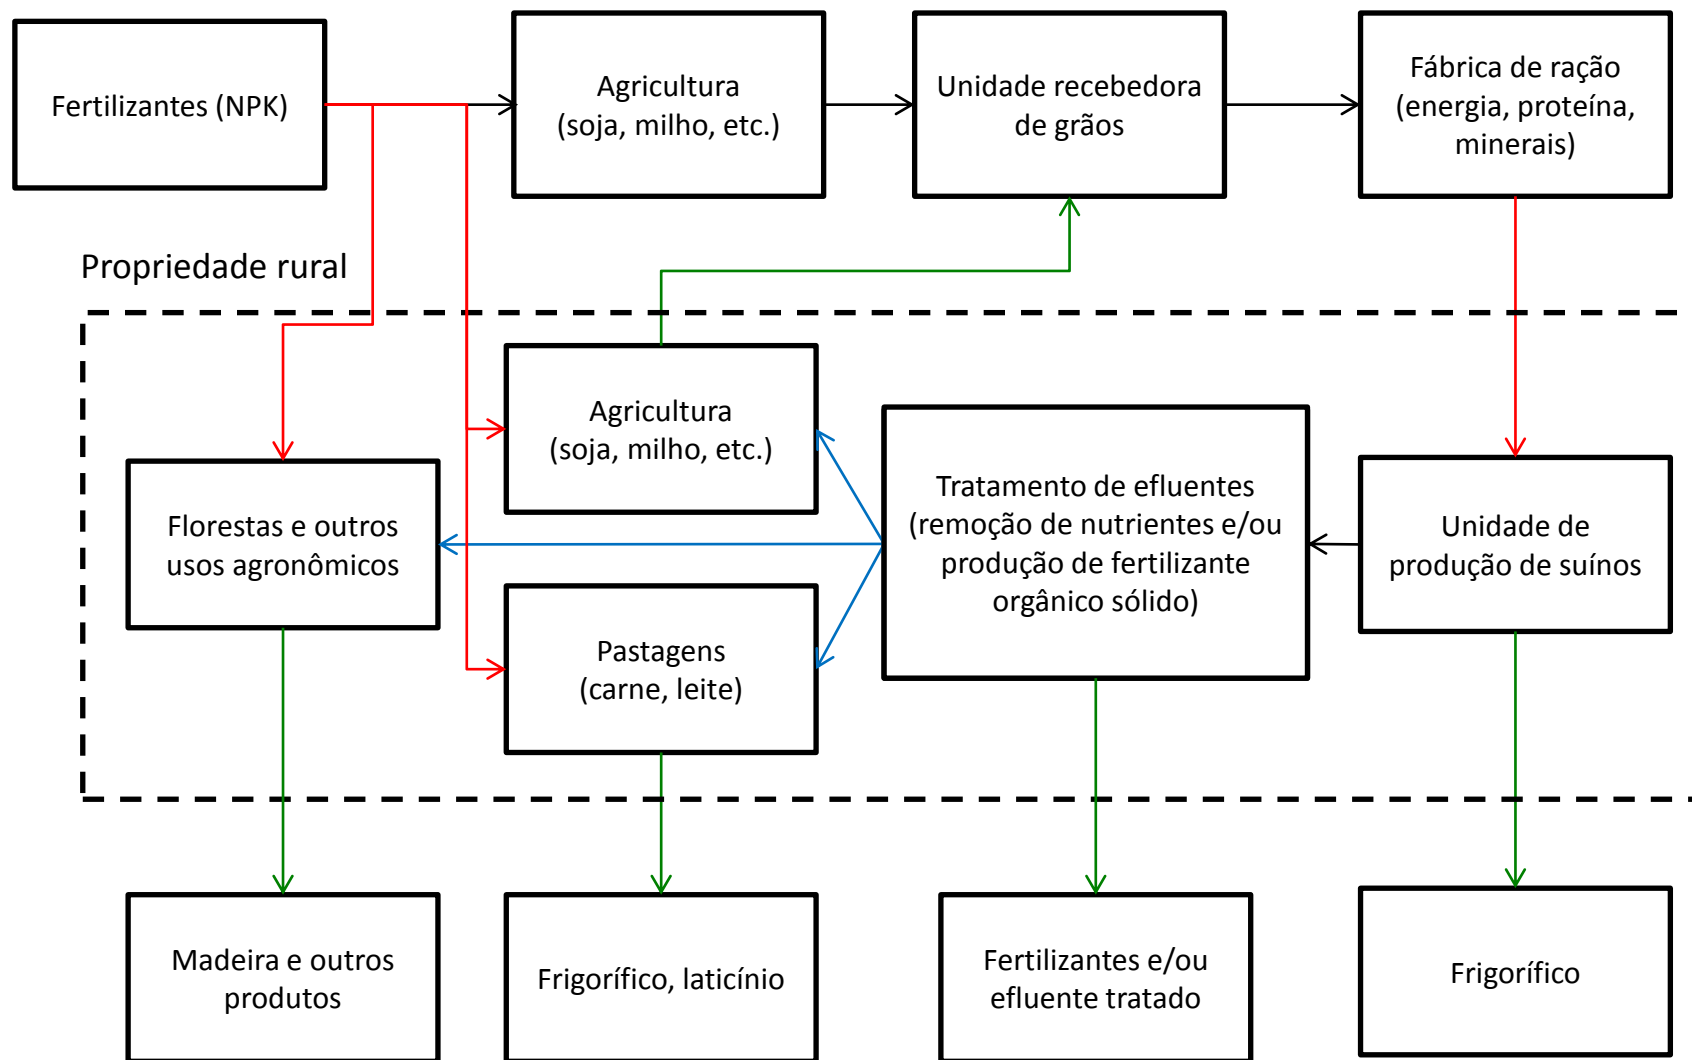 Fertilizantes (NPK)
Agricultura
(soja, milho, etc.)
Unidade recebedora
de grãos
Fábrica de ração
(energia, proteína,
minerais)
Propriedade rural
Agricultura
(soja, milho, etc.)
Florestas e outros
usos agronômicos
Pastagens
(carne, leite)
Tratamento de efluentes
(remoção de nutrientes e/ou
produção de fertilizante
orgânico sólido)
Unidade de
produção de suínos
Madeira e outros
produtos
Frigorífico, laticínio
Fertilizantes e/ou
efluente tratado
Frigorífico